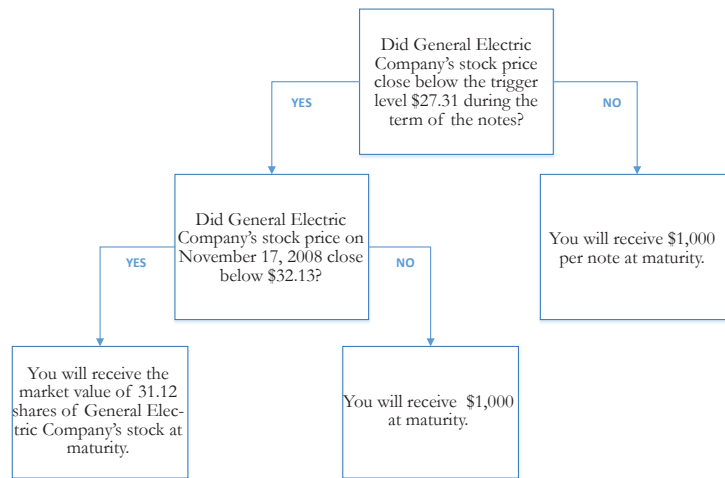 Did General Electric
Company's stock price
close below the trigger
level $27.31 during the
term of the notes?
YES
NO
Did General Electric
Company's stock price on
November 17, 2008 close
below $32.13?
You will receive $1,000
per note at maturity.
YES
NO
You will receive the
market value of 31.12
shares of General Elec-
tric Company's stock at
maturity.
You will receive $1,000
at maturity.